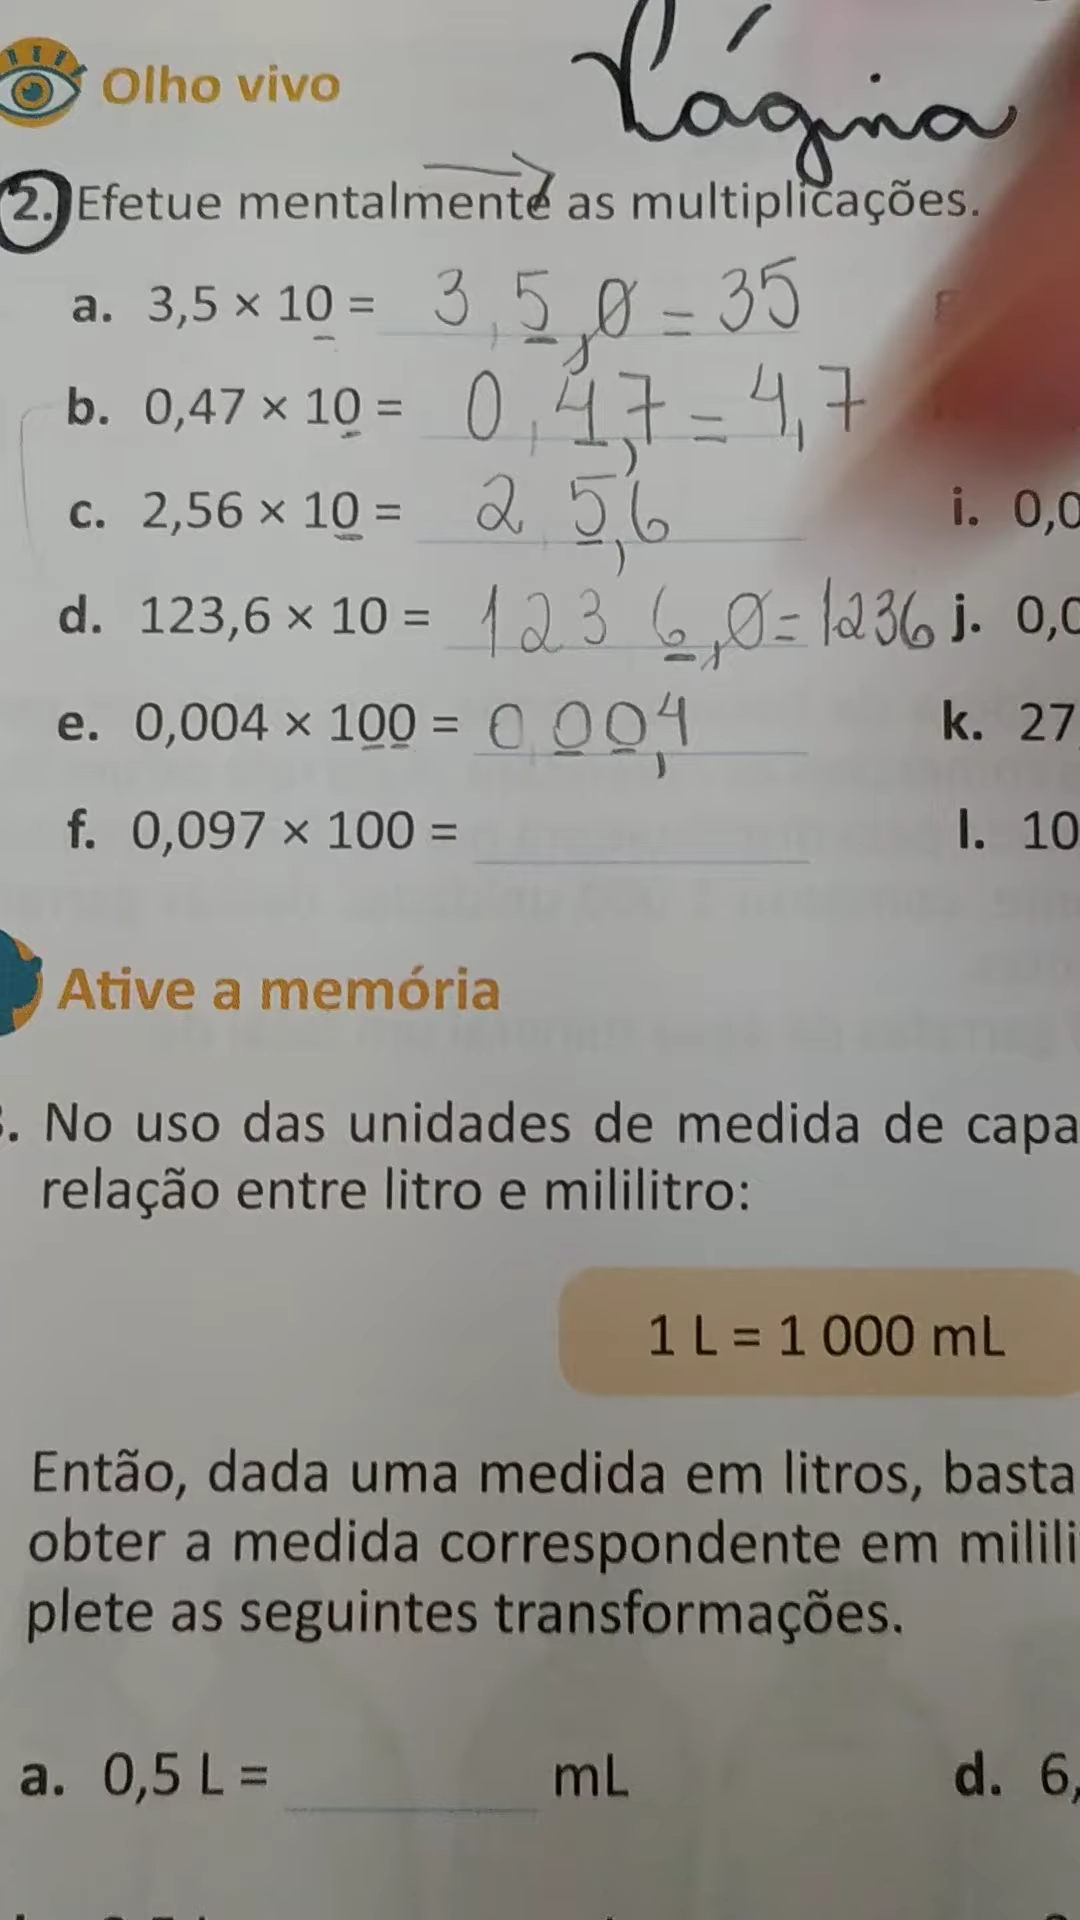 Olho vivo
Página
2. Efetue mentalmente as multiplicações.
a. 3,5 × 10 = 3,5,0 = 35
b. 0,47 × 10 = 0,4,7 = 4,7
c. 2,56 × 10 = 2 5,6
i. 0,0
d. 123,6 × 10 = 123 6,0 = 1236
j. 0,0
e. 0,004 × 100 = 0,00,4
k. 27
f. 0,097 × 100 =
l. 10
Ative a memória
. No uso das unidades de medida de capa
relação entre litro e mililitro:
1 L = 1 000 mL
Então, dada uma medida em litros, basta
obter a medida correspondente em milili
plete as seguintes transformações.
a. 0,5 L = mL
d. 6,